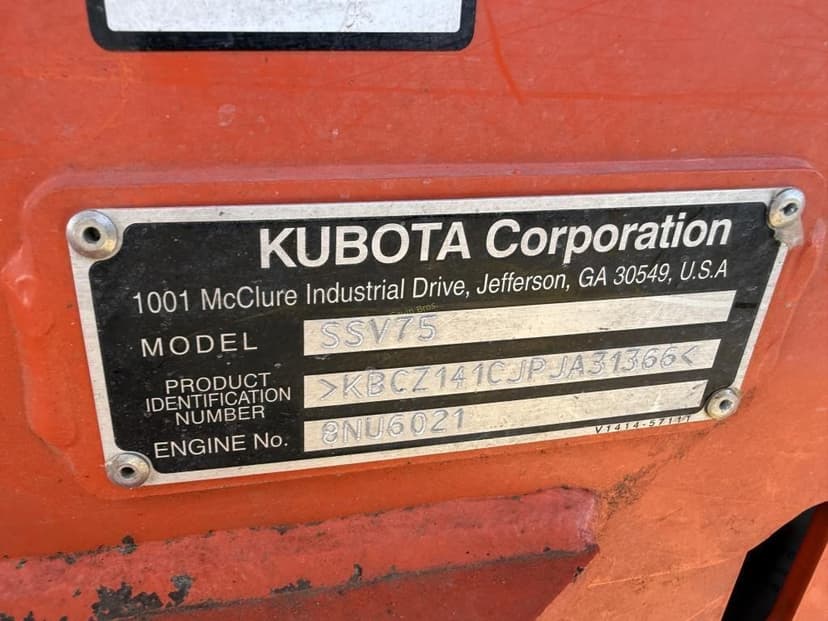 KUBOTA Corporation
1001 McClure Industrial Drive, Jefferson, GA 30549, U.S.A
MODEL SSV75
PRODUCT
IDENTIFICATION
NUMBER >KBCZ141CJPJA31366<
ENGINE No. 8NU6021
V1414-57111